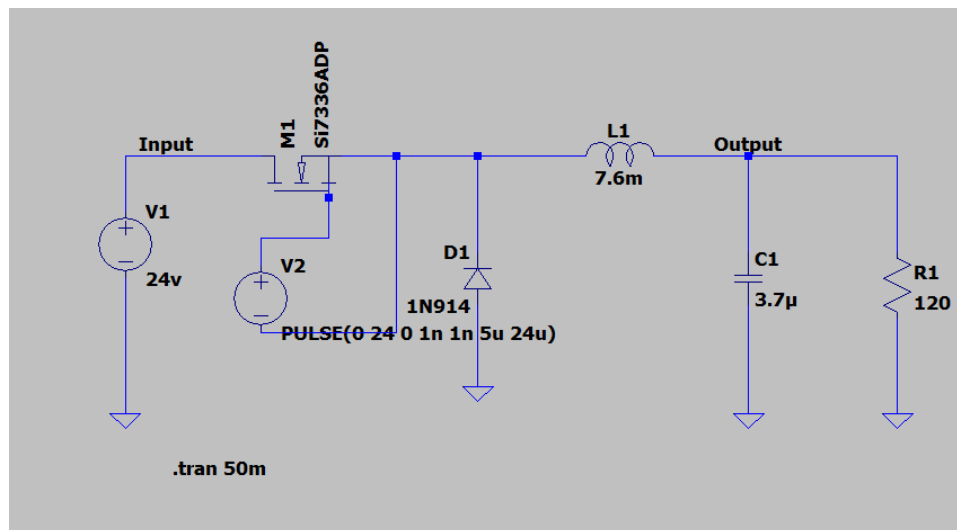 Input
M1
Si7336ADP
L1
7.6m
Output
V1
24v
V2
PULSE(0 24 0 1n 1n 5u 24u)
D1
1N914
C1
3.7µ
R1
120
.tran 50m